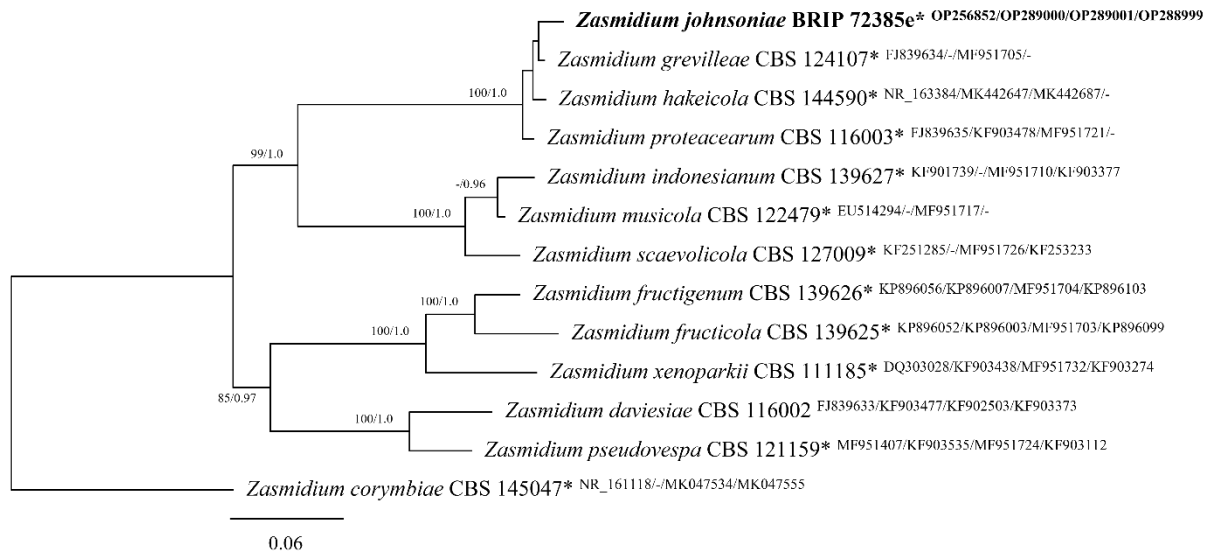 Zasmidium johnsoniae BRIP 72385e* OP256852/OP289000/OP289001/OP288999
Zasmidium grevilleae CBS 124107* FJ839634/-/MF951705/-
100/1.0
Zasmidium hakeicola CBS 144590* NR_163384/MK442647/MK442687/-
Zasmidium proteacearum CBS 116003* FJ839635/KF903478/MF951721/-
99/1.0
Zasmidium indonesianum CBS 139627* KF901739/-/MF951710/KF903377
-/0.96
100/1.0
Zasmidium musicola CBS 122479* EU514294/-/MF951717/-
Zasmidium scaevolicola CBS 127009* KF251285/-/MF951726/KF253233
Zasmidium fructigenum CBS 139626* KP896056/KP896007/MF951704/KP896103
100/1.0
100/1.0
Zasmidium fructicola CBS 139625* KP896052/KP896003/MF951703/KP896099
Zasmidium xenoparkii CBS 111185* DQ303028/KF903438/MF951732/KF903274
85/0.97
Zasmidium daviesiae CBS 116002 FJ839633/KF903477/KF902503/KF903373
100/1.0
Zasmidium pseudovespa CBS 121159* MF951407/KF903535/MF951724/KF903112
Zasmidium corymbiae CBS 145047* NR_161118/-/MK047534/MK047555
0.06